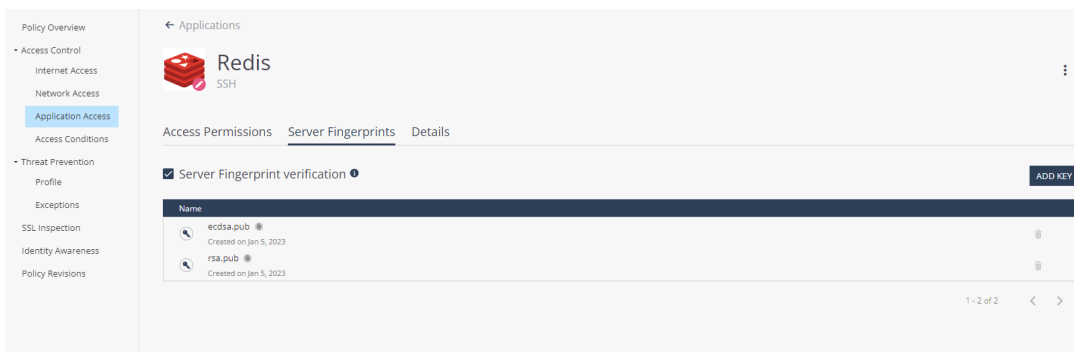 Policy Overview
Access Control
Internet Access
Network Access
Application Access
Access Conditions
Threat Prevention
Profile
Exceptions
SSL Inspection
Identity Awareness
Policy Revisions
← Applications
Redis
SSH
Access Permissions Server Fingerprints Details
Server Fingerprint verification
ADD KEY
Name
ecdsa.pub
Created on Jan 5, 2023
rsa.pub
Created on Jan 5, 2023
1 - 2 of 2